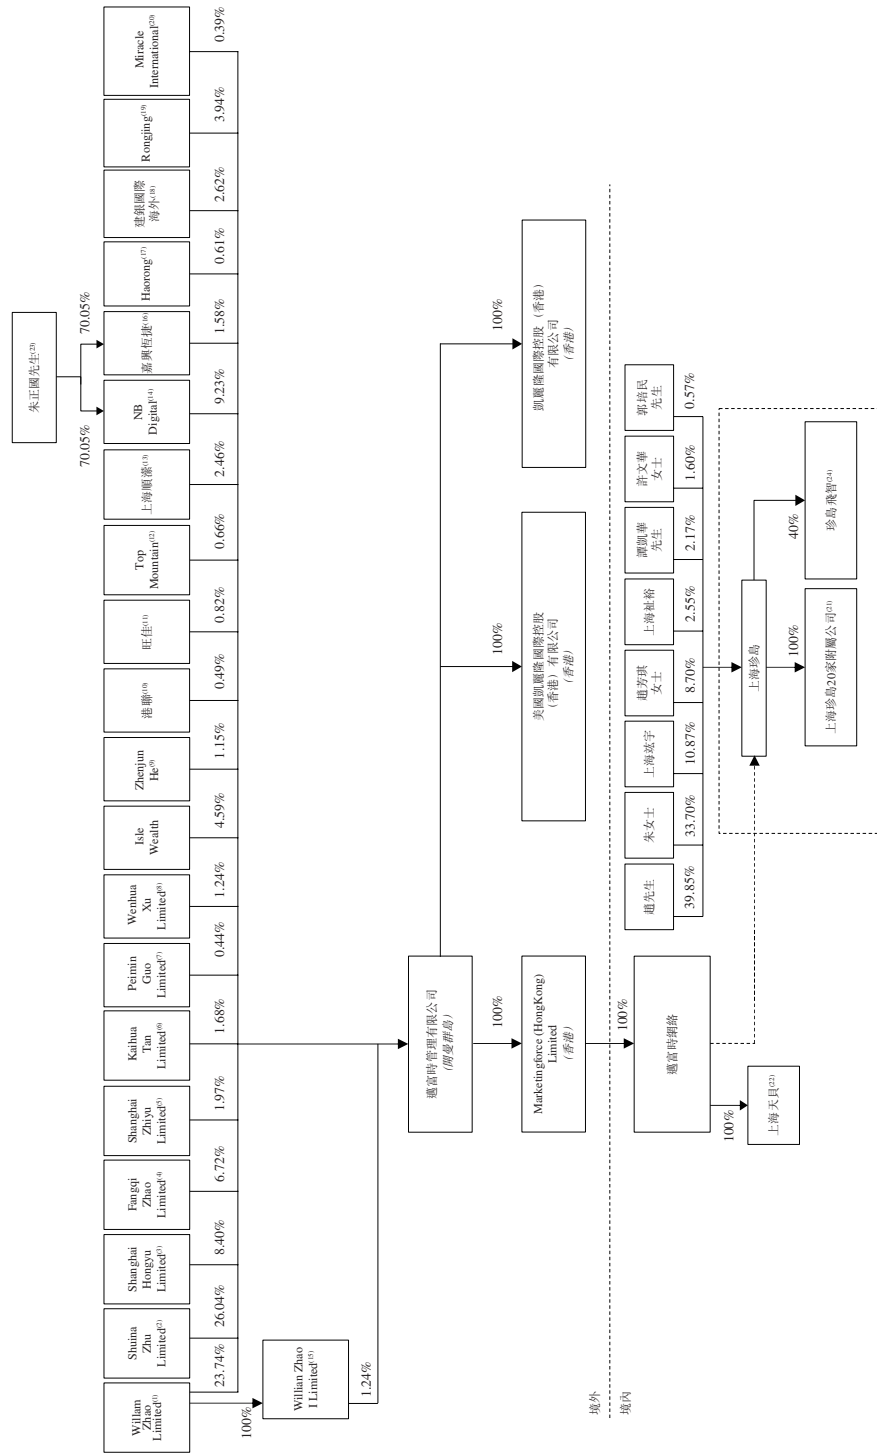 朱正國先生(23)
70.05%
70.05%
Willam
Zhao
Limited(1)
Shuina
Zhu
Limited(2)
Shanghai
Hongyu
Limited(3)
Fangqi
Zhao
Limited(4)
Shanghai
Zhiyu
Limited(5)
Kaihua
Tan
Limited(6)
Peimin
Guo
Limited(7)
Wenhua
Xu
Limited(8)
Isle
Wealth
Zhenjun
He(9)
港聯(10)
旺佳(11)
Top
Mountain(12)
上海順瀠(13)
NB
Digital(14)
嘉興恆捷(16)
Haorong(17)
建銀國際
海外(18)
Rongjing(19)
Miracle
International(20)
23.74%
26.04%
8.40%
6.72%
1.97%
1.68%
0.44%
1.24%
4.59%
1.15%
0.49%
0.82%
0.66%
2.46%
9.23%
1.58%
0.61%
2.62%
3.94%
0.39%
100%
Willian Zhao
I Limited(15)
1.24%
邁富時管理有限公司
(開曼群島)
100%
100%
100%
Marketingforce (HongKong)
Limited
(香港)
美國凱麗隆國際控股
(香港) 有限公司
(香港)
凱麗隆國際控股 (香港)
有限公司
(香港)
境外
境內
100%
邁富時網絡
100%
上海天貝(22)
趙先生
朱女士
上海竑宇
趙芳琪
女士
上海祉裕
譚凱華
先生
許文華
女士
郭培民
先生
39.85%
33.70%
10.87%
8.70%
2.55%
2.17%
1.60%
0.57%
上海珍島
100%
40%
上海珍島20家附屬公司(21)
珍島飛智(24)